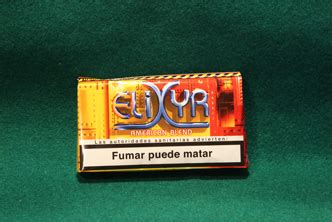 ELIXYR
AMERICAN BLEND
Las autoridades sanitarias advierten:
Fumar puede matar